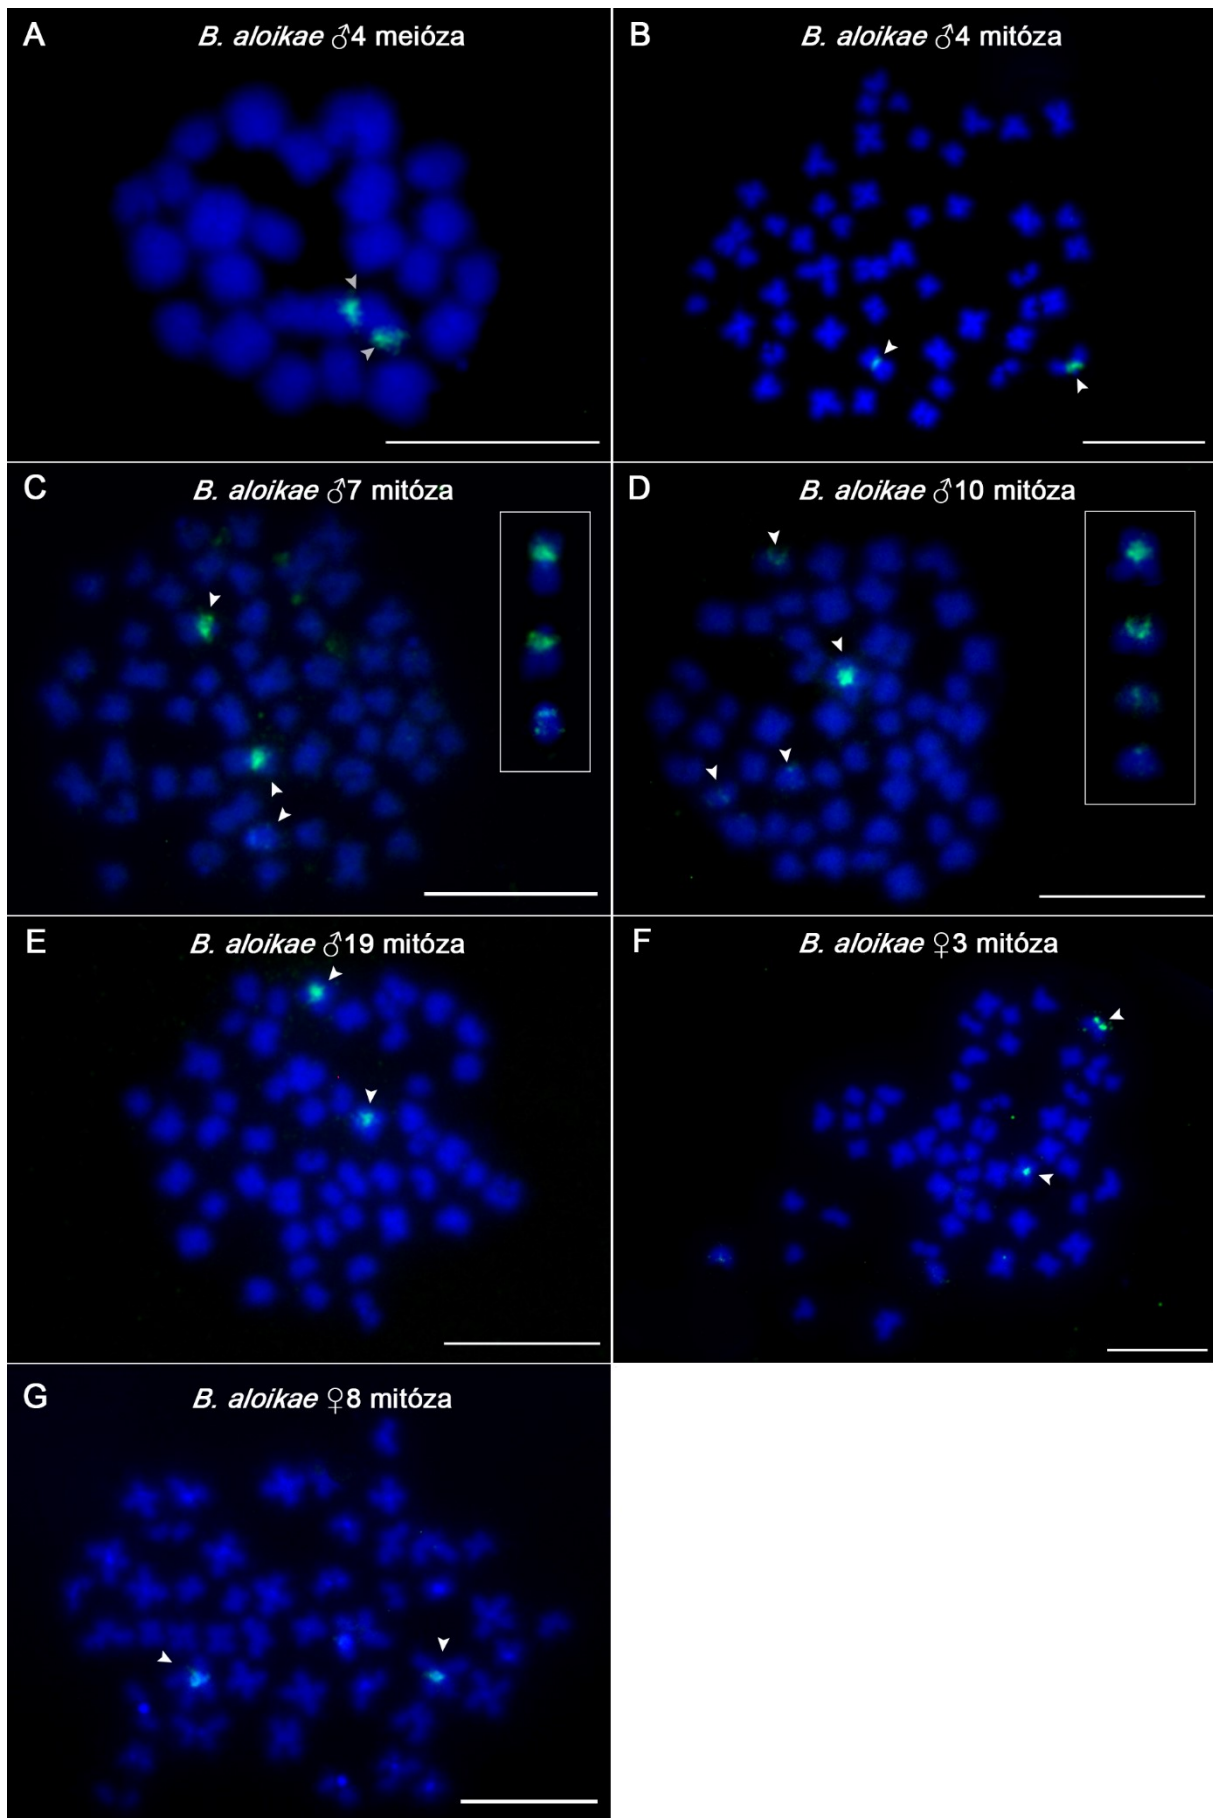 A
B. aloikae ♂4 meióza
B
B. aloikae ♂4 mitóza
C
B. aloikae ♂7 mitóza
D
B. aloikae ♂10 mitóza
E
B. aloikae ♂19 mitóza
F
B. aloikae ♀3 mitóza
G
B. aloikae ♀8 mitóza